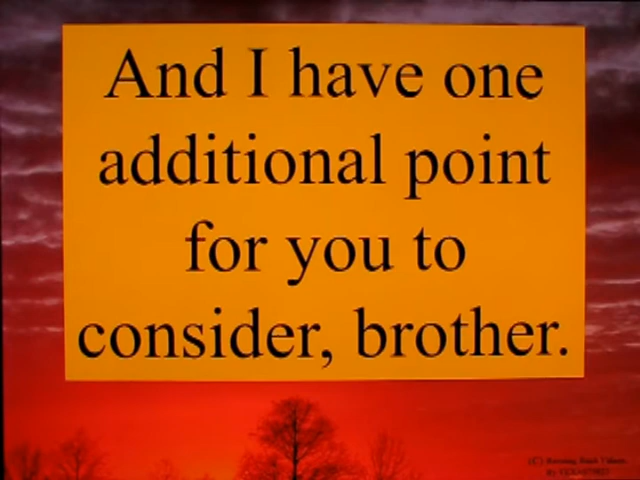 And I have one
additional point
for you to
consider, brother.